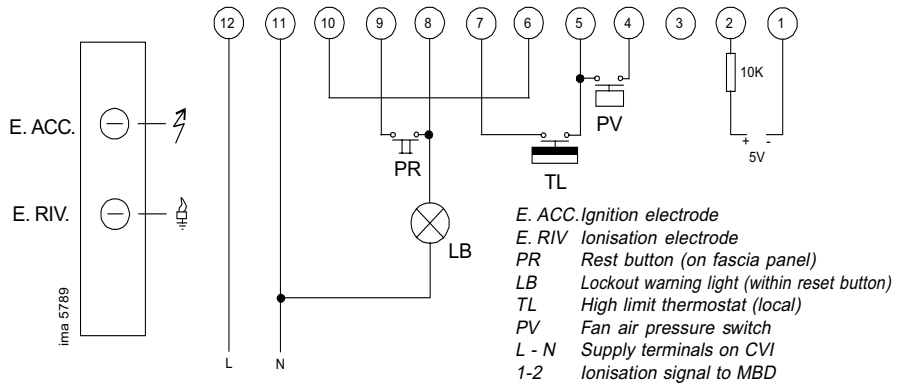 12 11 10 9 8 7 6 5 4 3 2 1
10K
E. ACC.
PV
+ -
5V
PR
TL
E. RIV.
LB
E. ACC. Ignition electrode
E. RIV Ionisation electrode
PR Rest button (on fascia panel)
LB Lockout warning light (within reset button)
TL High limit thermostat (local)
PV Fan air pressure switch
L - N Supply terminals on CVI
1-2 Ionisation signal to MBD
ima 5789
L N